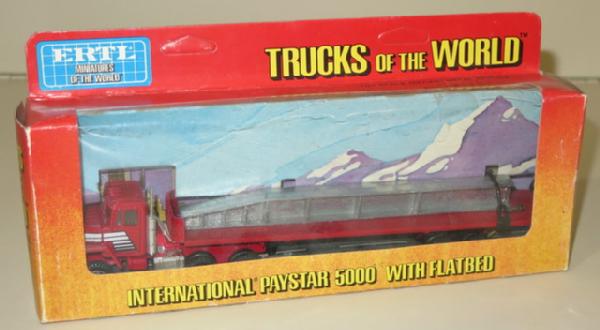 ERTL
MINIATURES
OF THE WORLD
TRUCKS OF THE WORLD™
INTERNATIONAL PAYSTAR 5000 WITH FLATBED